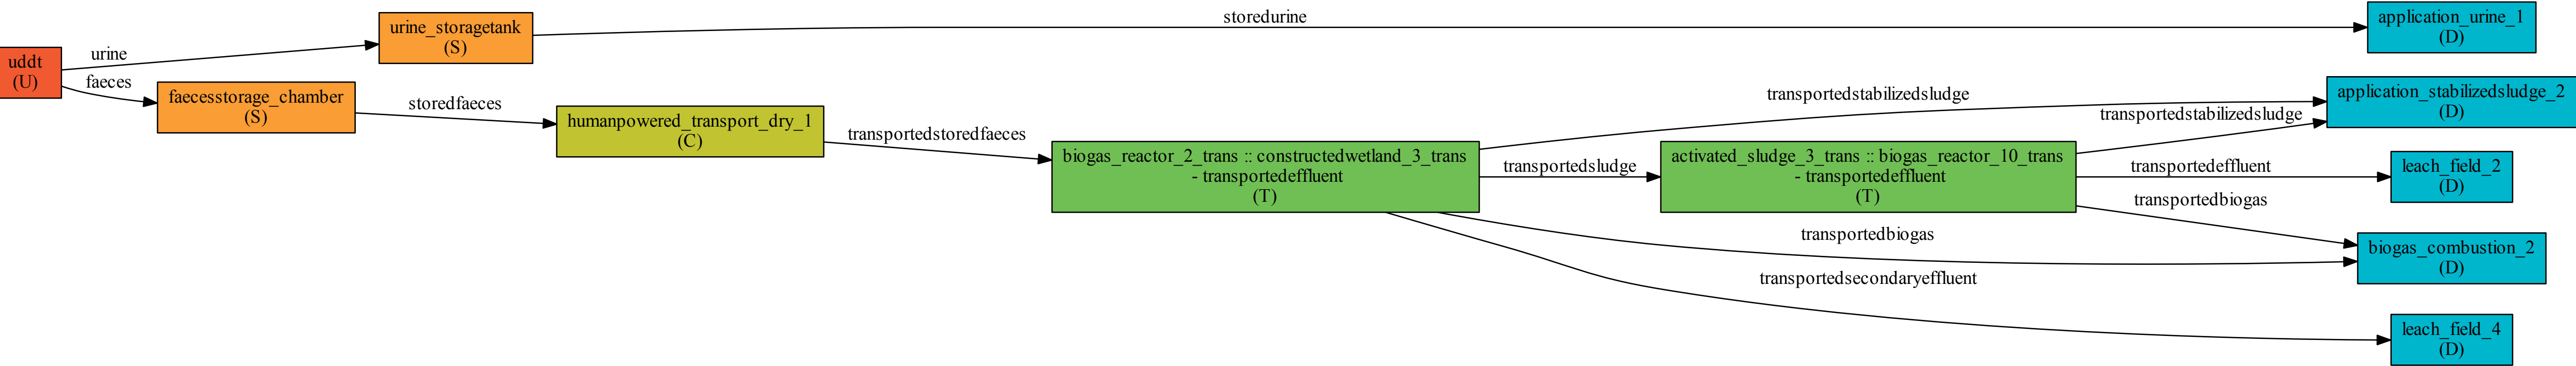 uddt
(U)
urine
faeces
urine_storagetank
(S)
faecesstorage_chamber
(S)
storedurine
storedfaeces
humanpowered_transport_dry_1
(C)
transportedstoredfaeces
biogas_reactor_2_trans :: constructedwetland_3_trans
- transportedeffluent
(T)
transportedstabilizedsludge
transportedsludge
transportedbiogas
transportedsecondaryeffluent
activated_sludge_3_trans :: biogas_reactor_10_trans
- transportedeffluent
(T)
transportedstabilizedsludge
transportedeffluent
transportedbiogas
application_urine_1
(D)
application_stabilizedsludge_2
(D)
leach_field_2
(D)
biogas_combustion_2
(D)
leach_field_4
(D)